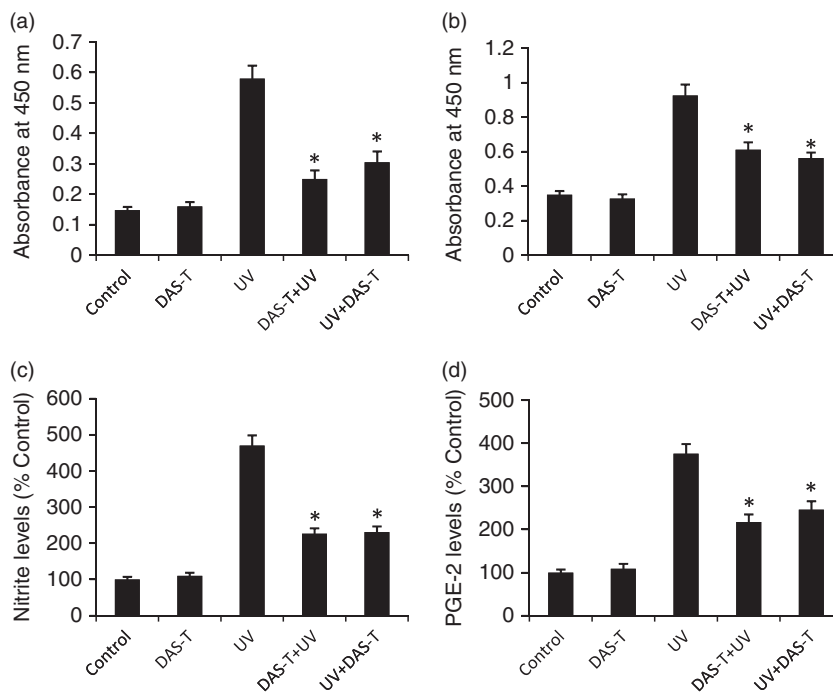 (a)
Absorbance at 450 nm
0.7
0.6
0.5
0.4
0.3
0.2
0.1
0
*
*
Control
DAS-T
UV
DAS-T+UV
UV+DAS-T
(b)
Absorbance at 450 nm
1.2
1
0.8
0.6
0.4
0.2
0
*
*
Control
DAS-T
UV
DAS-T+UV
UV+DAS-T
(c)
Nitrite levels (% Control)
600
500
400
300
200
100
0
*
*
Control
DAS-T
UV
DAS-T+UV
UV+DAS-T
(d)
PGE-2 levels (% Control)
500
400
300
200
100
0
*
*
Control
DAS-T
UV
DAS-T+UV
UV+DAS-T